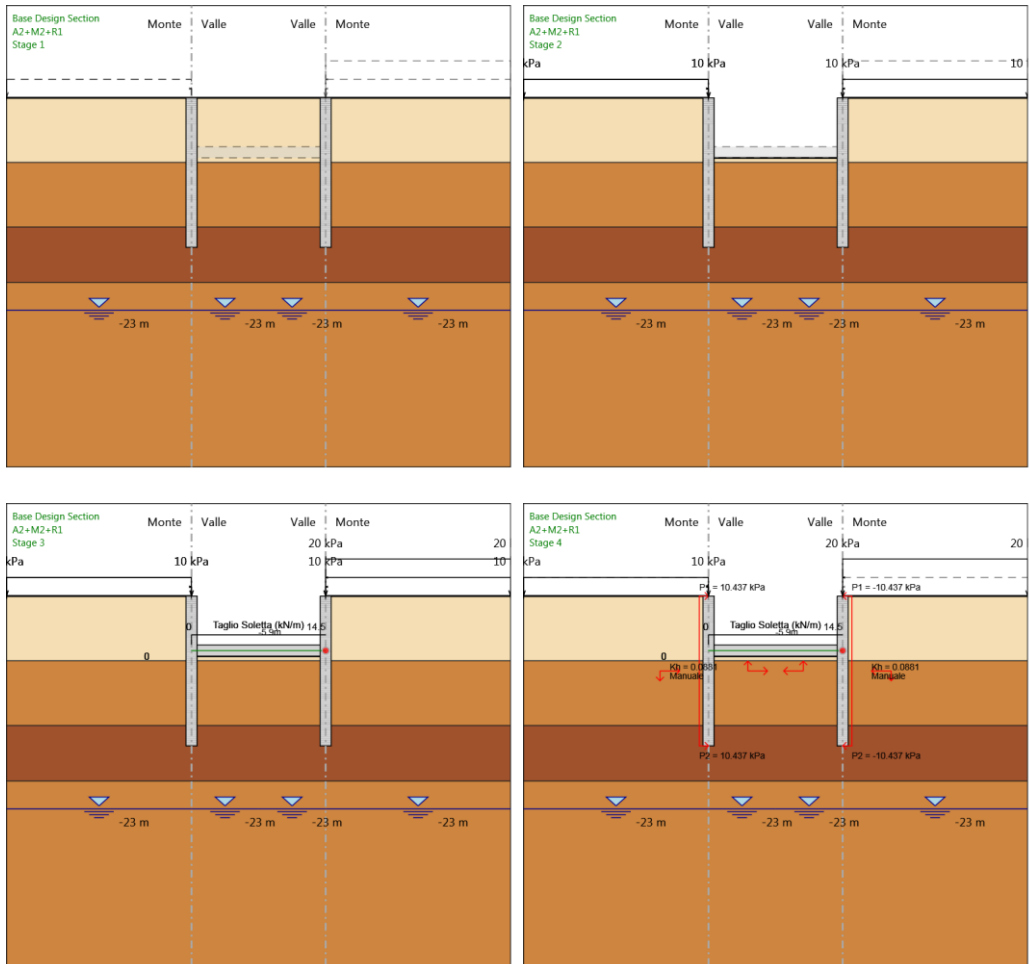 Base Design Section
A2+M2+R1
Stage 1
Monte Valle Valle Monte
-23 m -23 m -23 m -23 m
Base Design Section
A2+M2+R1
Stage 2
Monte Valle Valle Monte
kPa 10 kPa 10 kPa 10
-23 m -23 m -23 m -23 m
Base Design Section
A2+M2+R1
Stage 3
Monte Valle Valle Monte
20 kPa 20
kPa 10 kPa 10 kPa 10
0 Taglio Soletta (kN/m) 14.5
-5.9m
0
-23 m -23 m -23 m -23 m
Base Design Section
A2+M2+R1
Stage 4
Monte Valle Valle Monte
20 kPa 20
kPa 10 kPa
P1 = 10.437 kPa P1 = -10.437 kPa
0 Taglio Soletta (kN/m) 14.5
-5.9m
0
Kh = 0.0881 Kh = 0.0881
Manuale Manuale
P2 = 10.437 kPa P2 = -10.437 kPa
-23 m -23 m -23 m -23 m